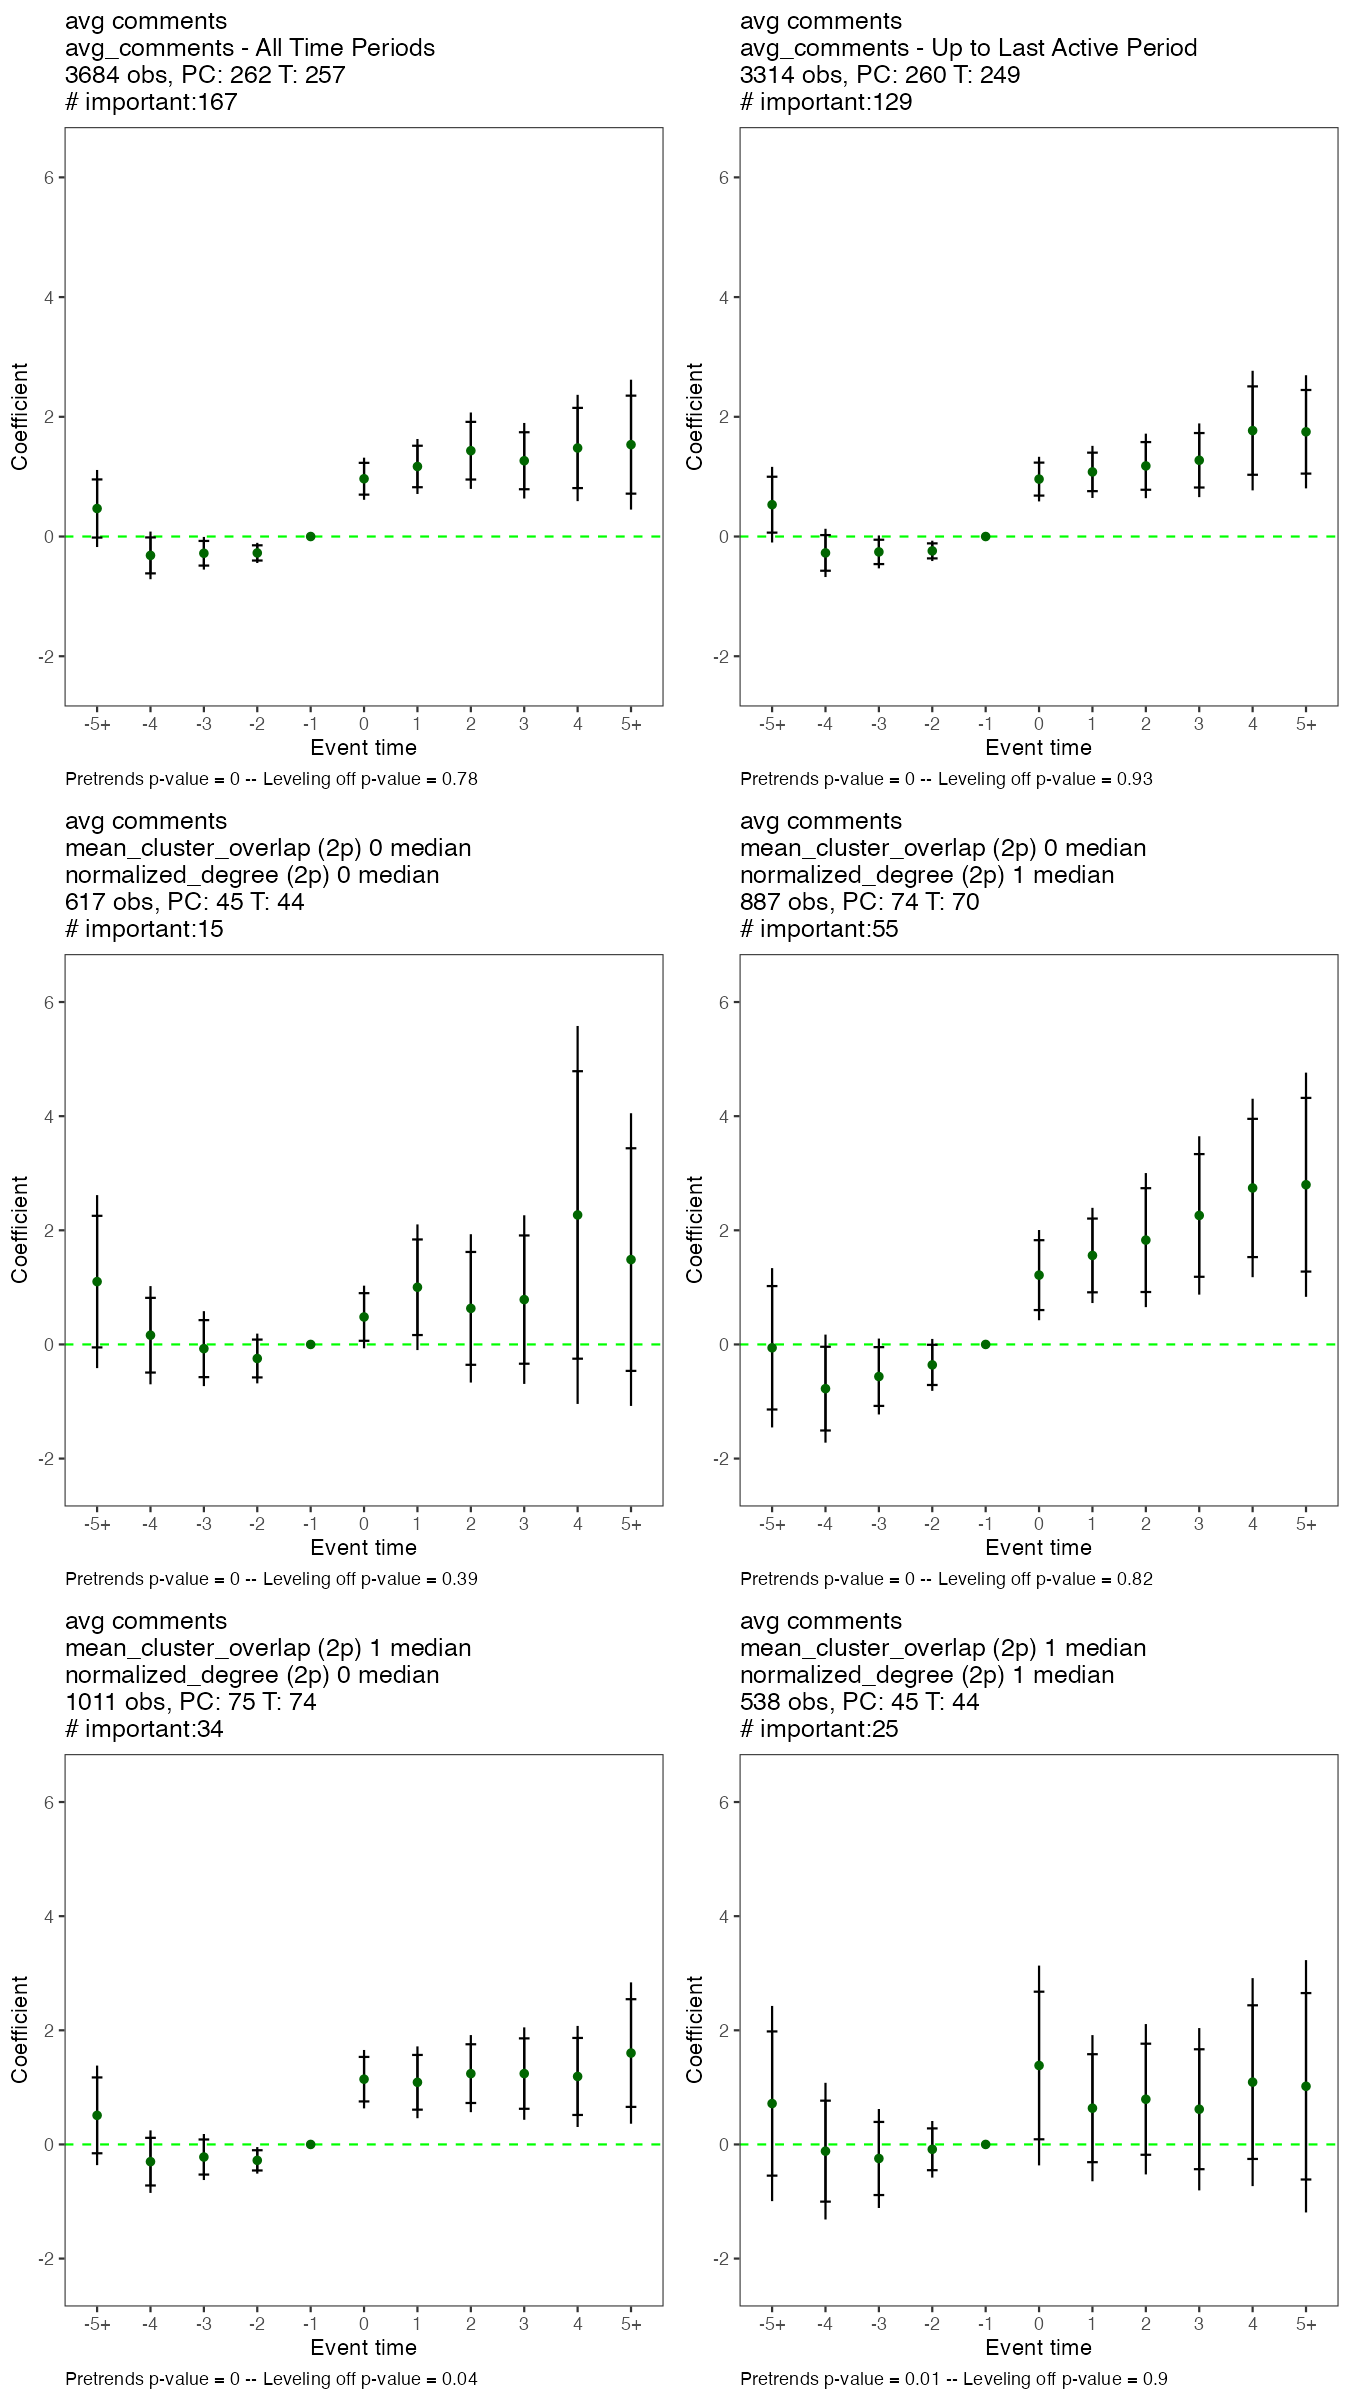 avg comments
avg_comments - All Time Periods
3684 obs, PC: 262 T: 257
# important:167
Coefficient
6
4
2
0
-2
-5+ -4 -3 -2 -1 0 1 2 3 4 5+
Event time
Pretrends p-value = 0 -- Leveling off p-value = 0.78
avg comments
avg_comments - Up to Last Active Period
3314 obs, PC: 260 T: 249
# important:129
Coefficient
6
4
2
0
-2
-5+ -4 -3 -2 -1 0 1 2 3 4 5+
Event time
Pretrends p-value = 0 -- Leveling off p-value = 0.93
avg comments
mean_cluster_overlap (2p) 0 median
normalized_degree (2p) 0 median
617 obs, PC: 45 T: 44
# important:15
Coefficient
6
4
2
0
-2
-5+ -4 -3 -2 -1 0 1 2 3 4 5+
Event time
Pretrends p-value = 0 -- Leveling off p-value = 0.39
avg comments
mean_cluster_overlap (2p) 0 median
normalized_degree (2p) 1 median
887 obs, PC: 74 T: 70
# important:55
Coefficient
6
4
2
0
-2
-5+ -4 -3 -2 -1 0 1 2 3 4 5+
Event time
Pretrends p-value = 0 -- Leveling off p-value = 0.82
avg comments
mean_cluster_overlap (2p) 1 median
normalized_degree (2p) 0 median
1011 obs, PC: 75 T: 74
# important:34
Coefficient
6
4
2
0
-2
-5+ -4 -3 -2 -1 0 1 2 3 4 5+
Event time
Pretrends p-value = 0 -- Leveling off p-value = 0.04
avg comments
mean_cluster_overlap (2p) 1 median
normalized_degree (2p) 1 median
538 obs, PC: 45 T: 44
# important:25
Coefficient
6
4
2
0
-2
-5+ -4 -3 -2 -1 0 1 2 3 4 5+
Event time
Pretrends p-value = 0.01 -- Leveling off p-value = 0.9